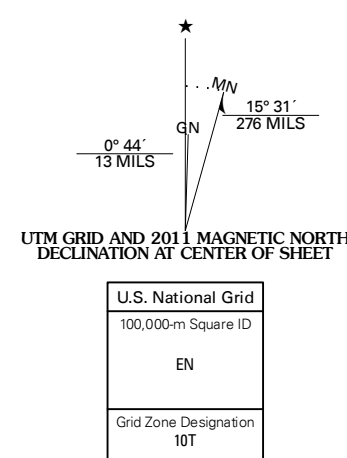 ★
MN
GN
15° 31´
276 MILS
0° 44´
13 MILS
UTM GRID AND 2011 MAGNETIC NORTH
DECLINATION AT CENTER OF SHEET
U.S. National Grid
100,000-m Square ID
EN
Grid Zone Designation
10T